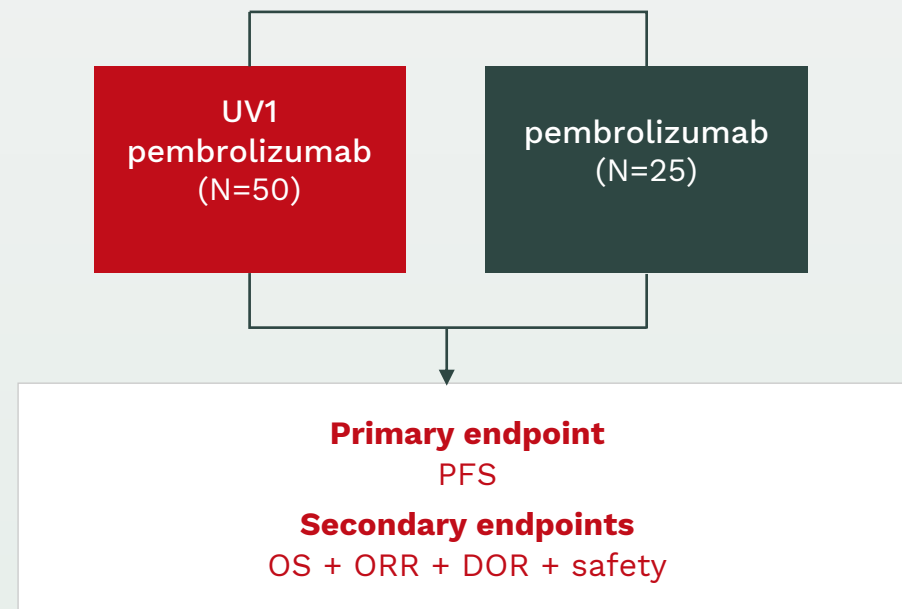 UV1
pembrolizumab
(N=50)
pembrolizumab
(N=25)
Primary endpoint
PFS
Secondary endpoints
OS + ORR + DOR + safety